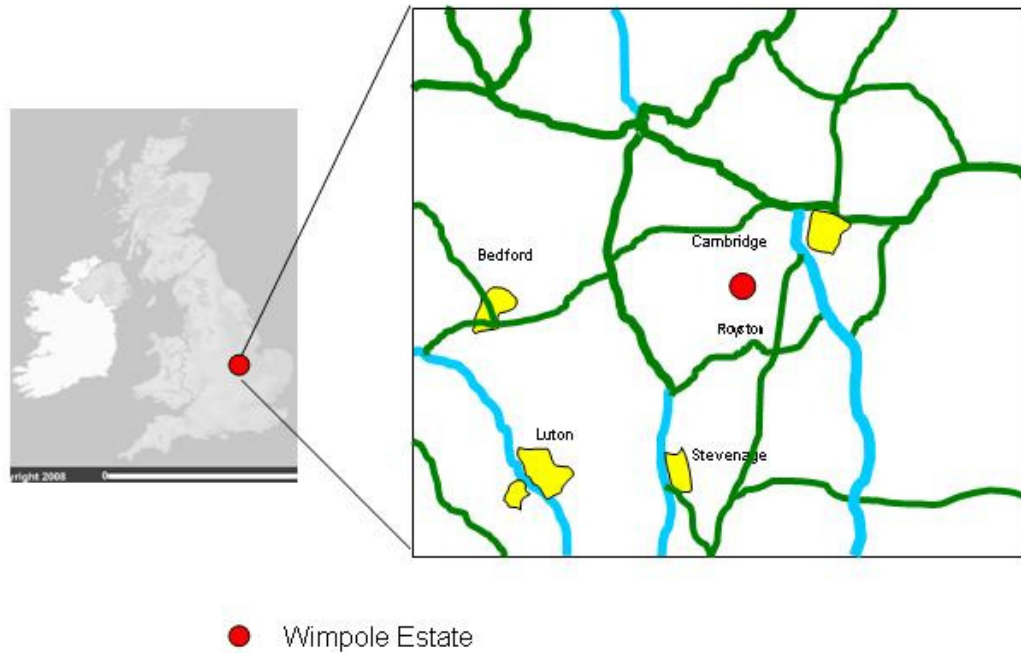 Cambridge
Bedford
Royston
Luton
Stevenage
yright 2008 0
Wimpole Estate